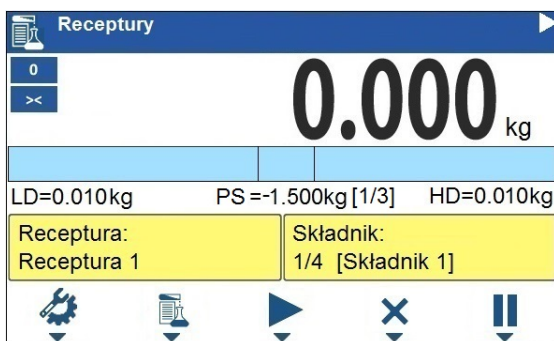 Receptury
0
><
0.000 kg
LD=0.010kg PS =-1.500kg [1/3] HD=0.010kg
Receptura: Składnik:
Receptura 1 1/4 [Składnik 1]